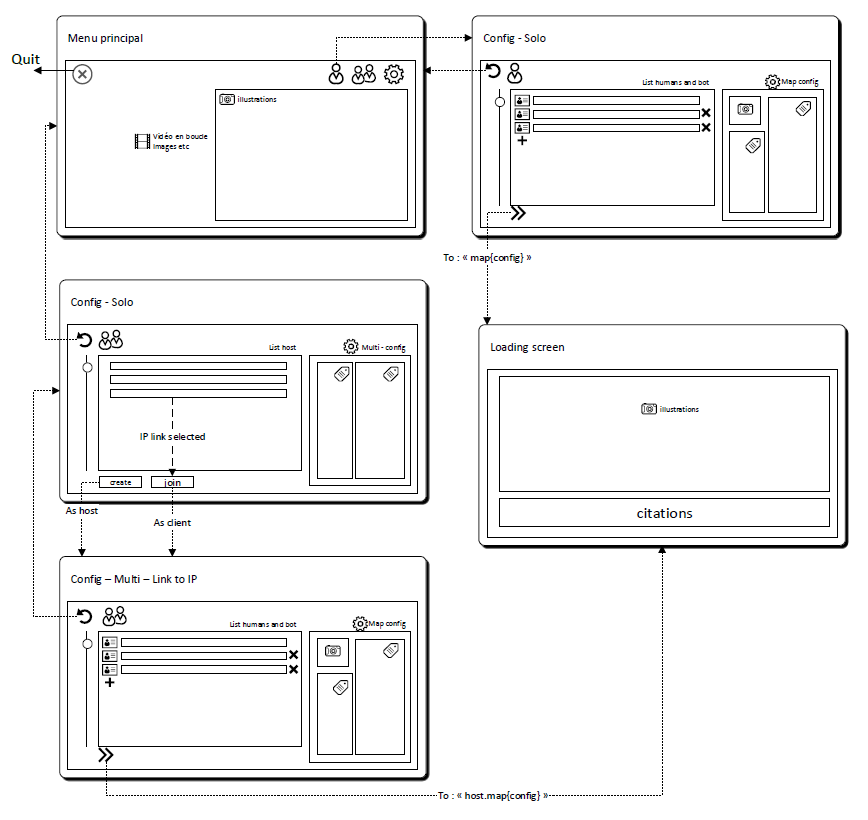 Menu principal
Quit
illustrations
Vidéo en boucle
Images etc
Config - Solo
List humans and bot
Map config
To : « map{config} »
Config - Solo
List host
Multi - config
IP link selected
create
join
As host
As client
Loading screen
illustrations
citations
Config – Multi – Link to IP
List humans and bot
Map config
To : « host.map{config} »